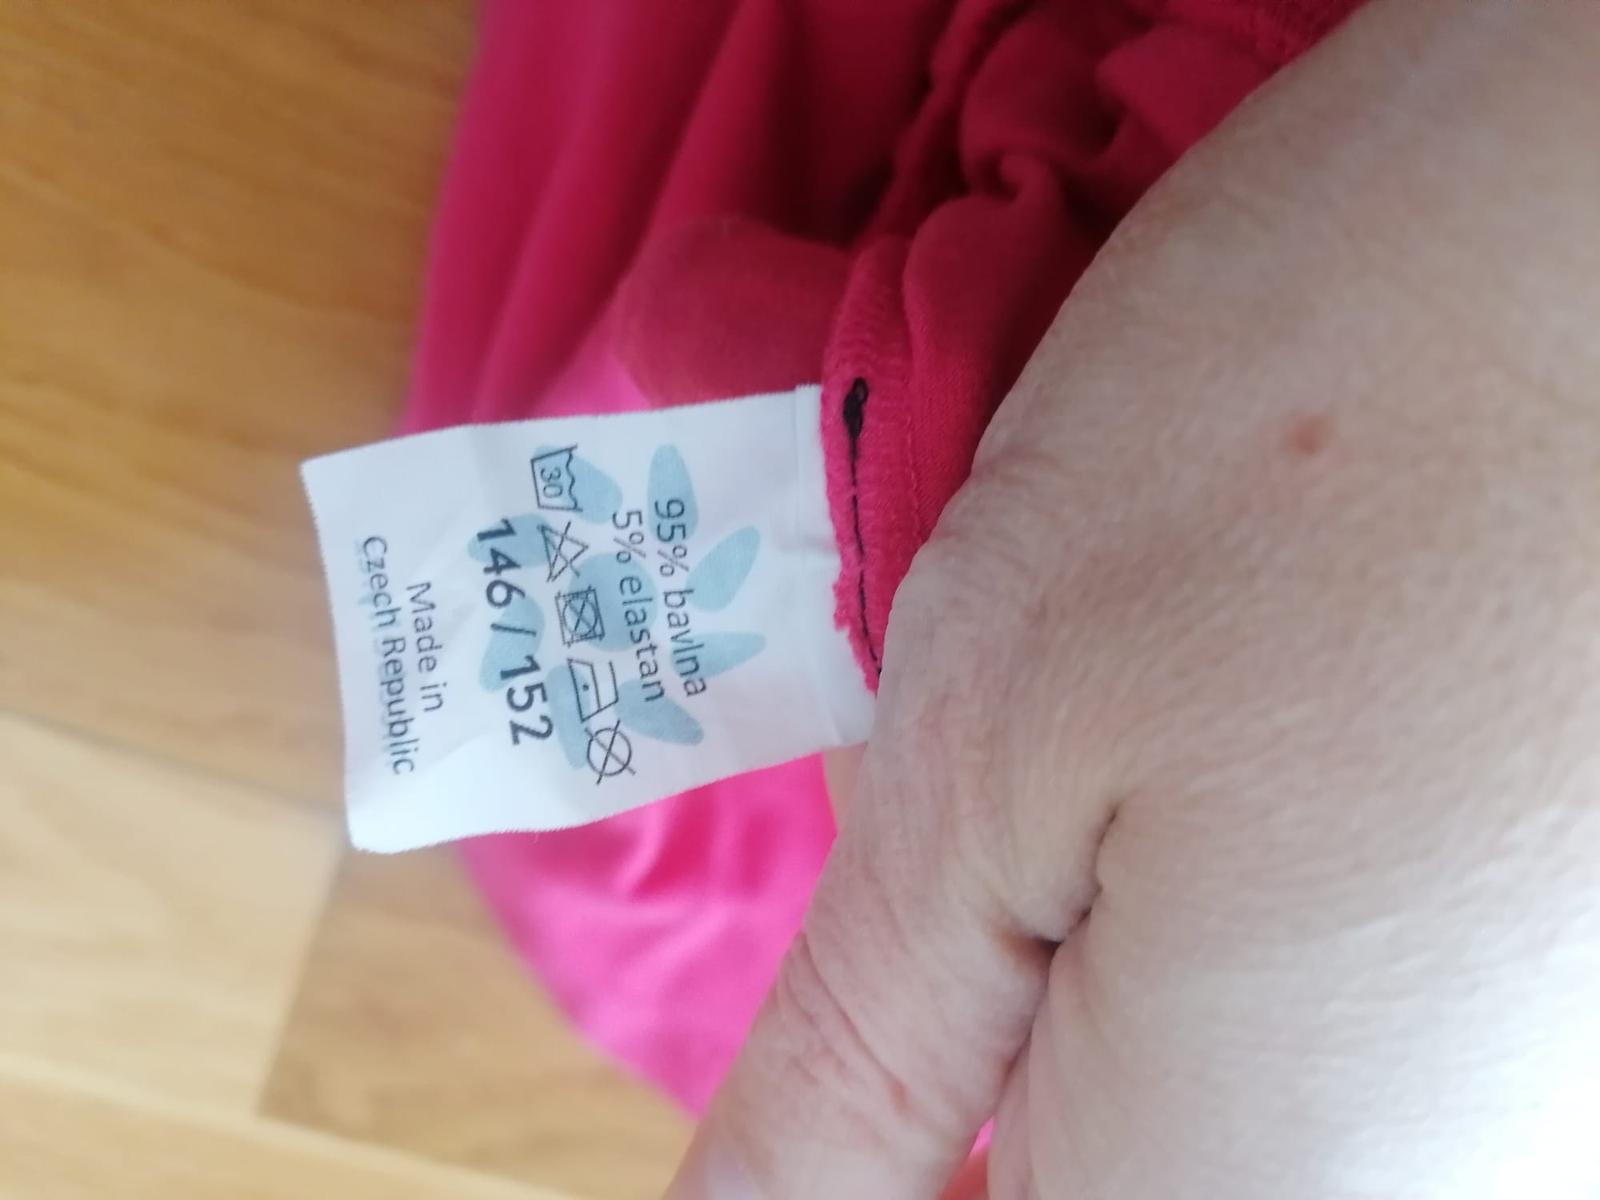 95% bavlna
5% elastan
30
146/152
Made in
Czech Republic